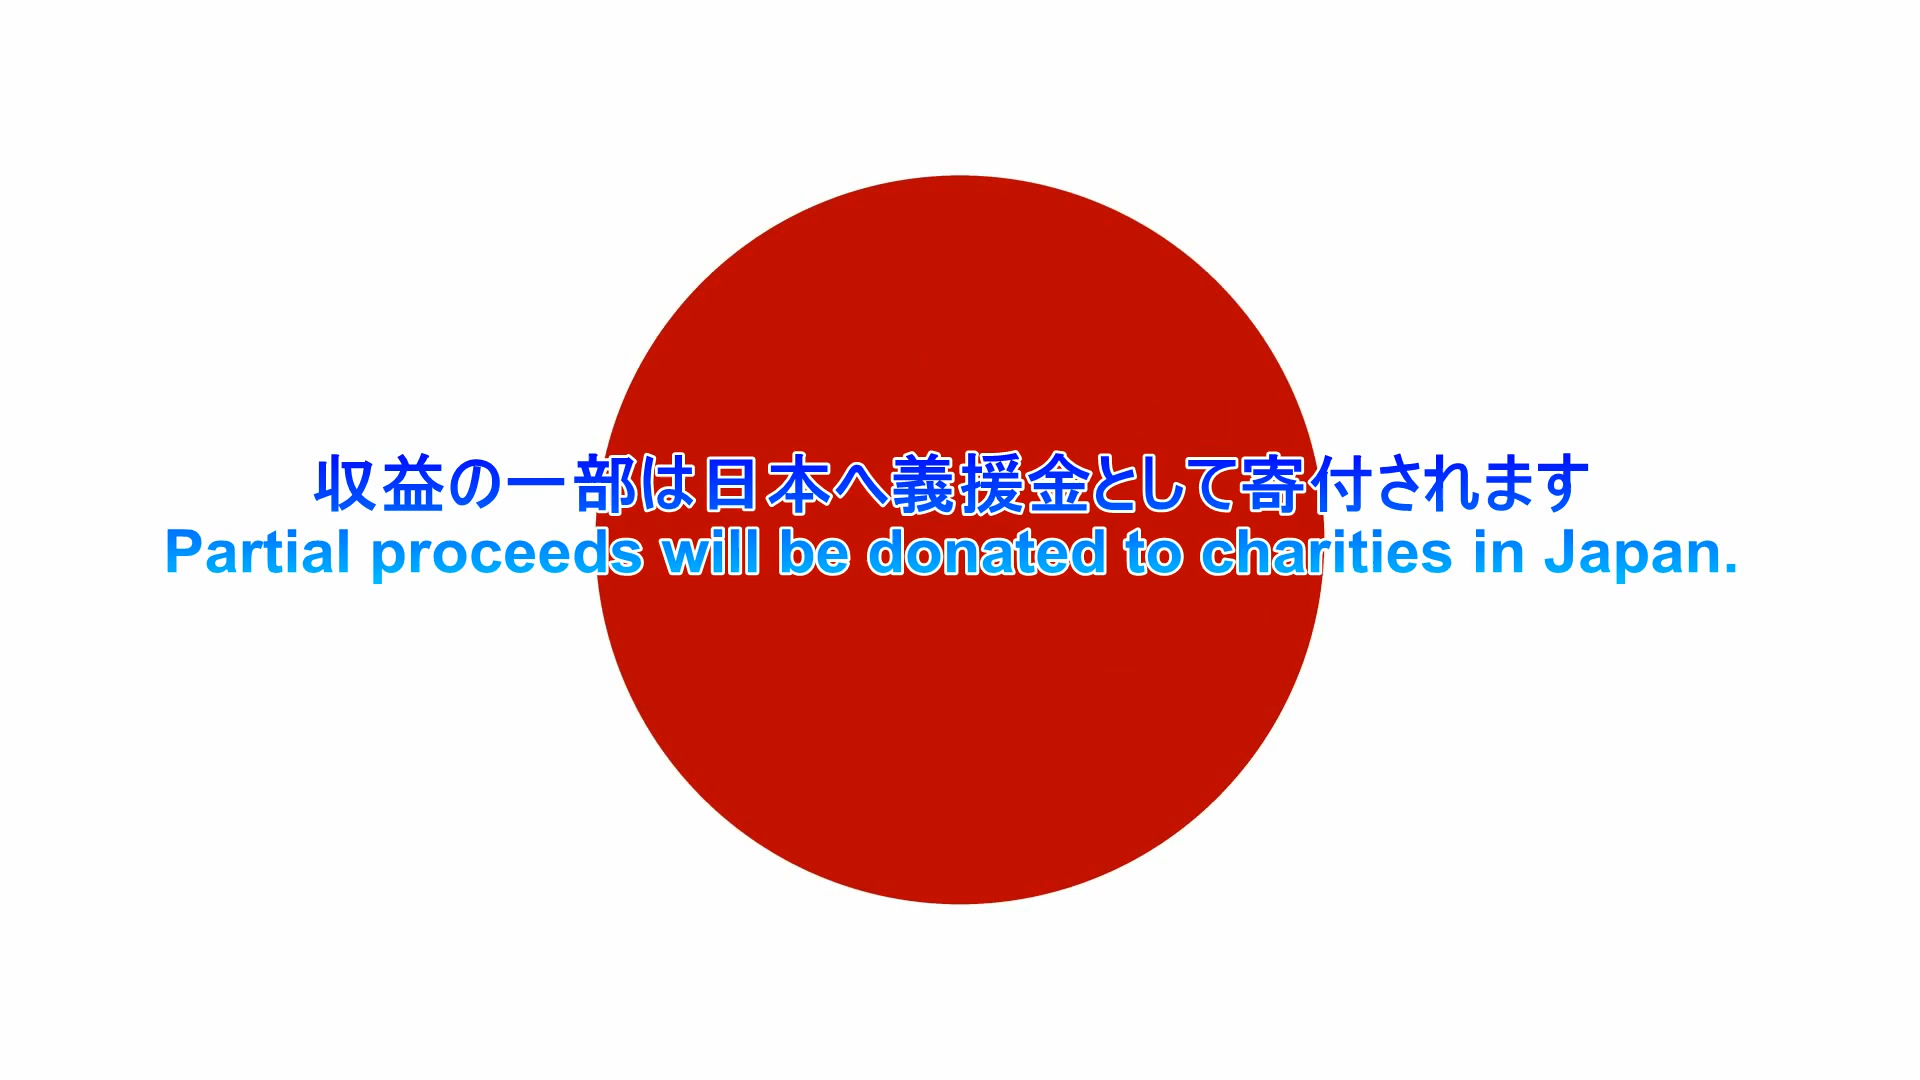 収益の一部は日本へ義援金として寄付されます
Partial proceeds will be donated to charities in Japan.